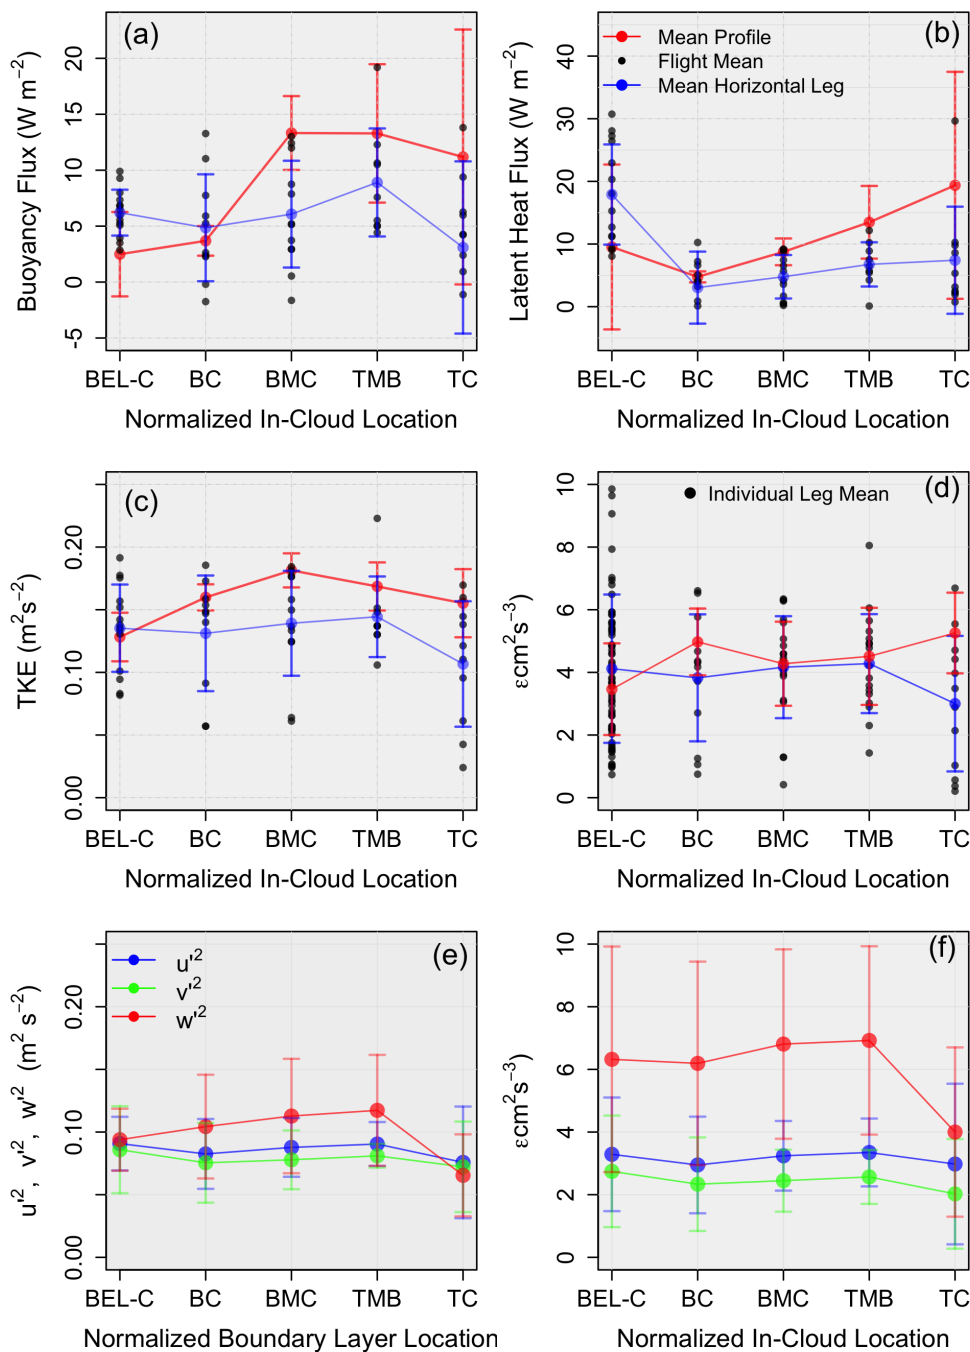 (a)
Buoyancy Flux (W m−2)
20
15
10
5
0
-5
BEL-C BC BMC TMB TC
Normalized In-Cloud Location
(b)
Mean Profile
Flight Mean
Mean Horizontal Leg
Latent Heat Flux (W m−2)
40
30
20
10
0
BEL-C BC BMC TMB TC
Normalized In-Cloud Location
(c)
TKE (m2s−2)
0.20
0.10
0.00
BEL-C BC BMC TMB TC
Normalized In-Cloud Location
(d)
Individual Leg Mean
εcm2s−3)
10
8
6
4
2
0
BEL-C BC BMC TMB TC
Normalized In-Cloud Location
(e)
u'2
v'2
w'2
u'2 , v'2 , w'2 (m2 s−2)
0.20
0.10
0.00
BEL-C BC BMC TMB TC
Normalized Boundary Layer Location
(f)
εcm2s−3)
10
8
6
4
2
0
BEL-C BC BMC TMB TC
Normalized In-Cloud Location